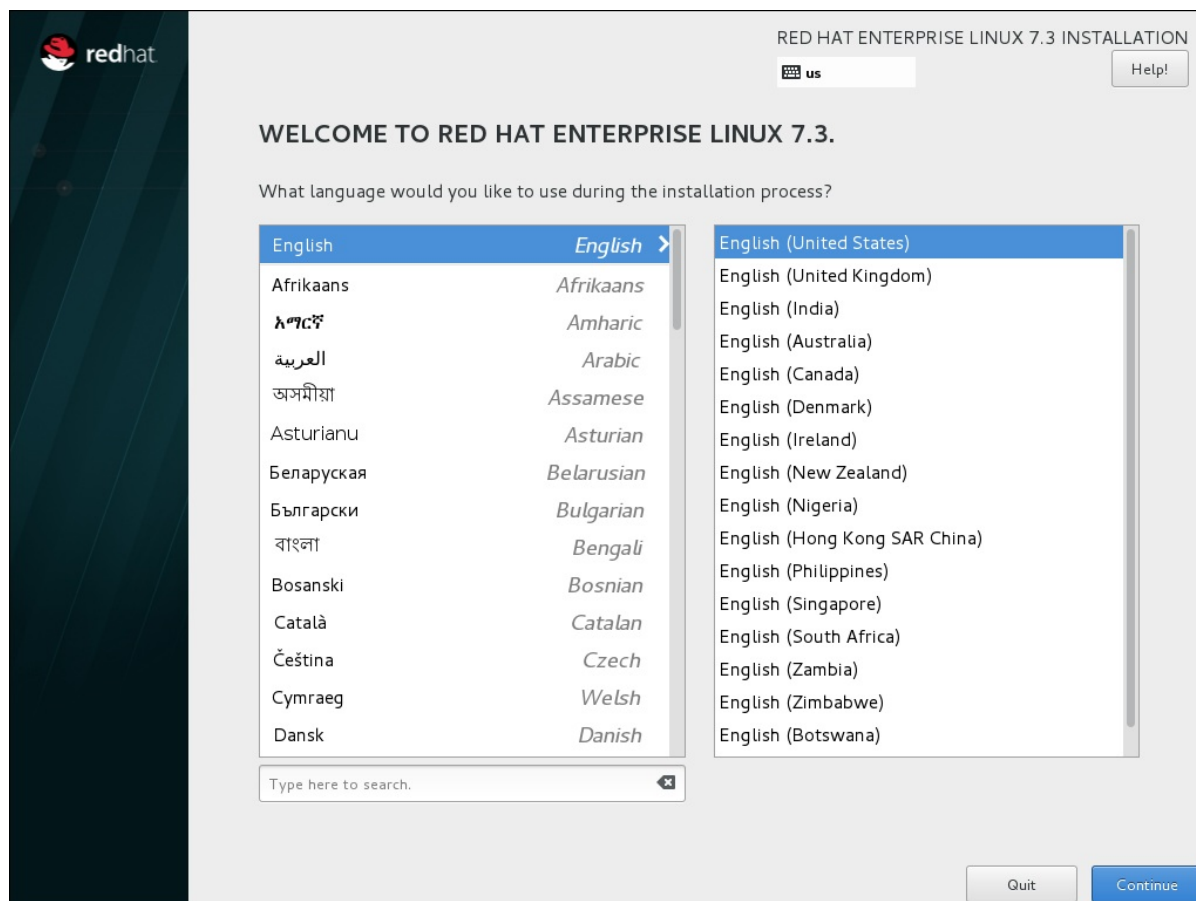 redhat
RED HAT ENTERPRISE LINUX 7.3 INSTALLATION
us
Help!
WELCOME TO RED HAT ENTERPRISE LINUX 7.3.
What language would you like to use during the installation process?
English English
Afrikaans Afrikaans
አማርኛ Amharic
العربية Arabic
অসমীয়া Assamese
Asturianu Asturian
Беларуская Belarusian
Български Bulgarian
বাংলা Bengali
Bosanski Bosnian
Català Catalan
Čeština Czech
Cymraeg Welsh
Dansk Danish
Type here to search.
English (United States)
English (United Kingdom)
English (India)
English (Australia)
English (Canada)
English (Denmark)
English (Ireland)
English (New Zealand)
English (Nigeria)
English (Hong Kong SAR China)
English (Philippines)
English (Singapore)
English (South Africa)
English (Zambia)
English (Zimbabwe)
English (Botswana)
Quit
Continue